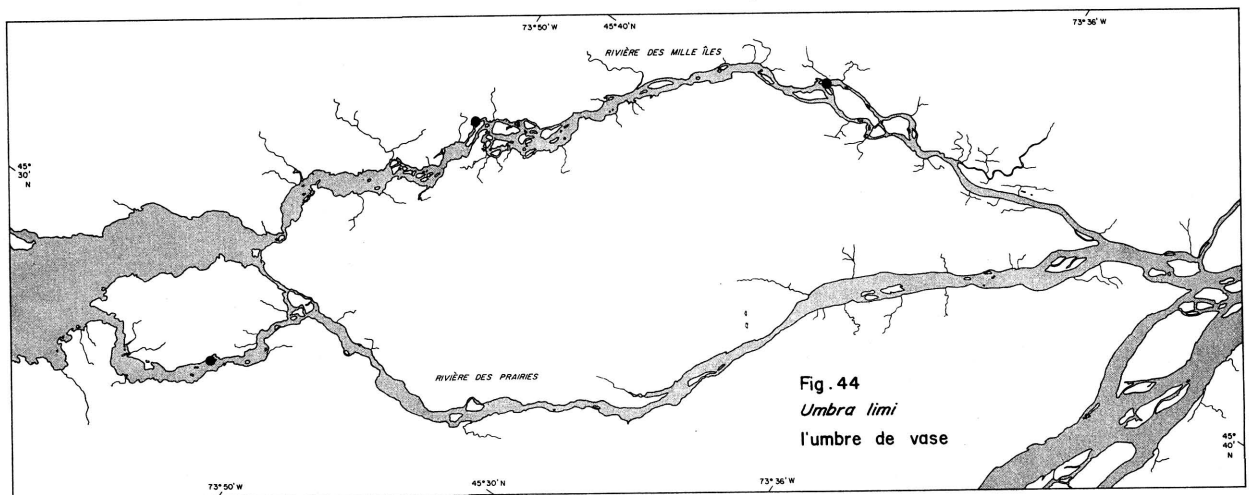 73°50' W
45°40' N
73°36' W
RIVIÈRE DES MILLE ÎLES
45°
30'
N
RIVIÈRE DES PRAIRIES
Fig. 44
Umbra limi
l'umbre de vase
45°
40'
N
73°50' W
45°30' N
73°36' W